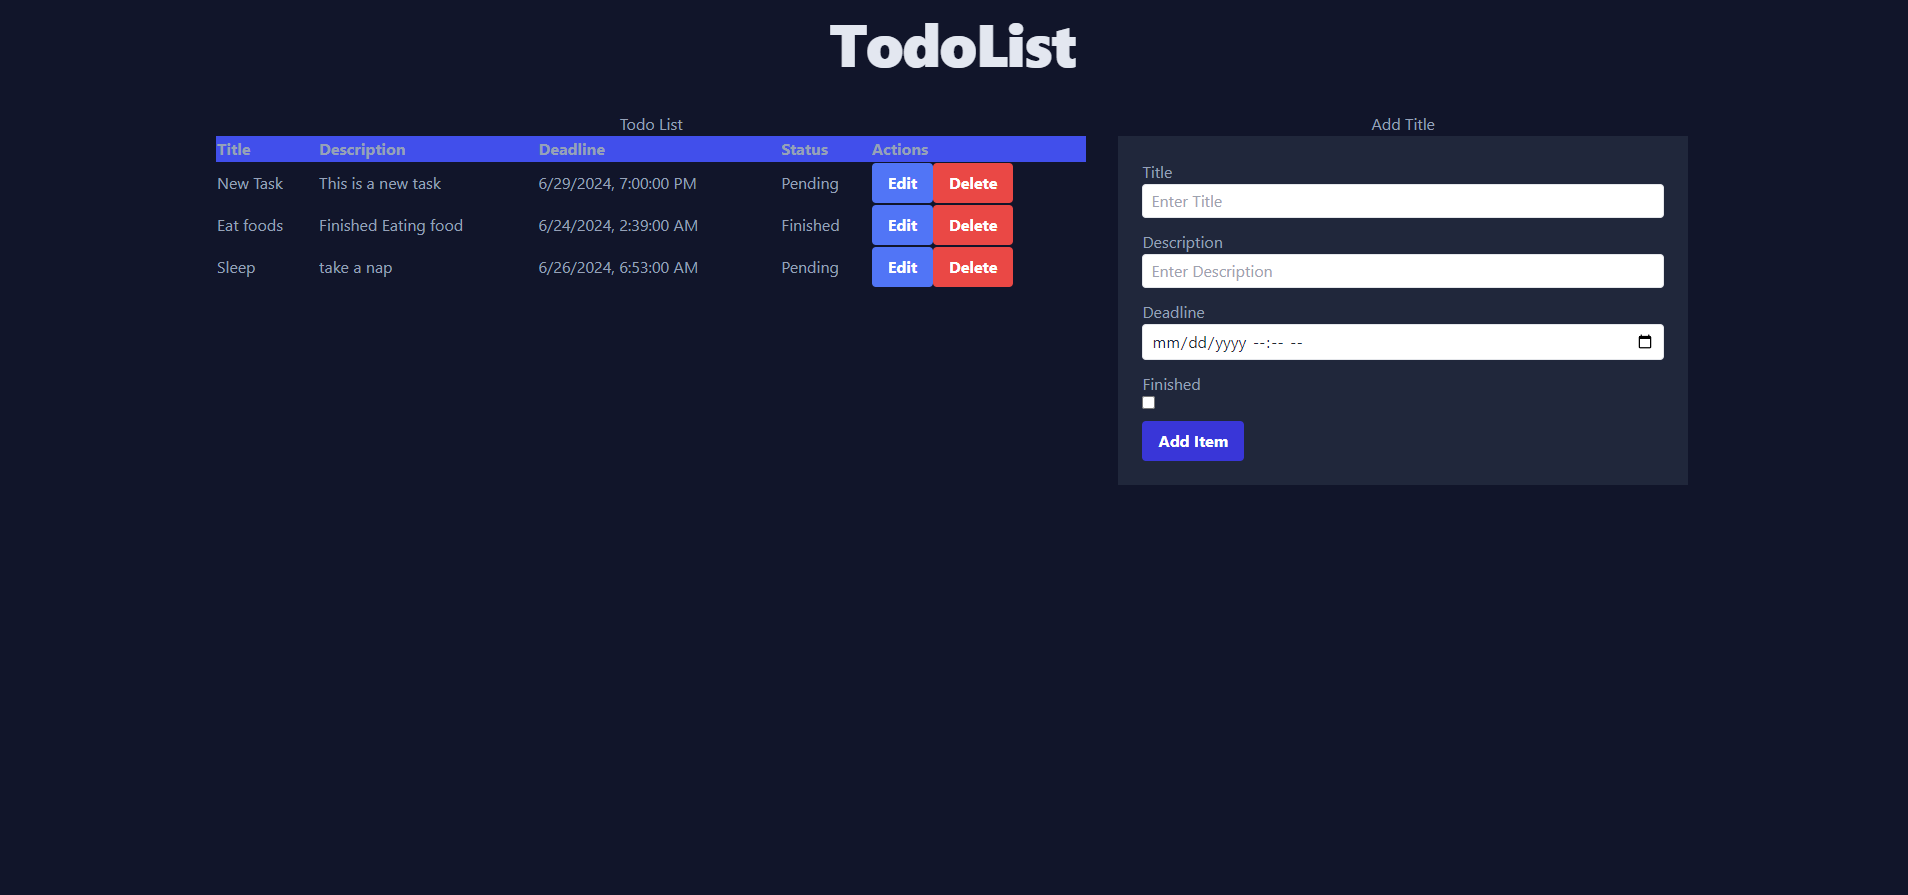 TodoList
Todo List
Title Description Deadline Status Actions
New Task This is a new task 6/29/2024, 7:00:00 PM Pending Edit Delete
Eat foods Finished Eating food 6/24/2024, 2:39:00 AM Finished Edit Delete
Sleep take a nap 6/26/2024, 6:53:00 AM Pending Edit Delete
Add Title
Title
Enter Title
Description
Enter Description
Deadline
mm/dd/yyyy --:-- --
Finished
Add Item